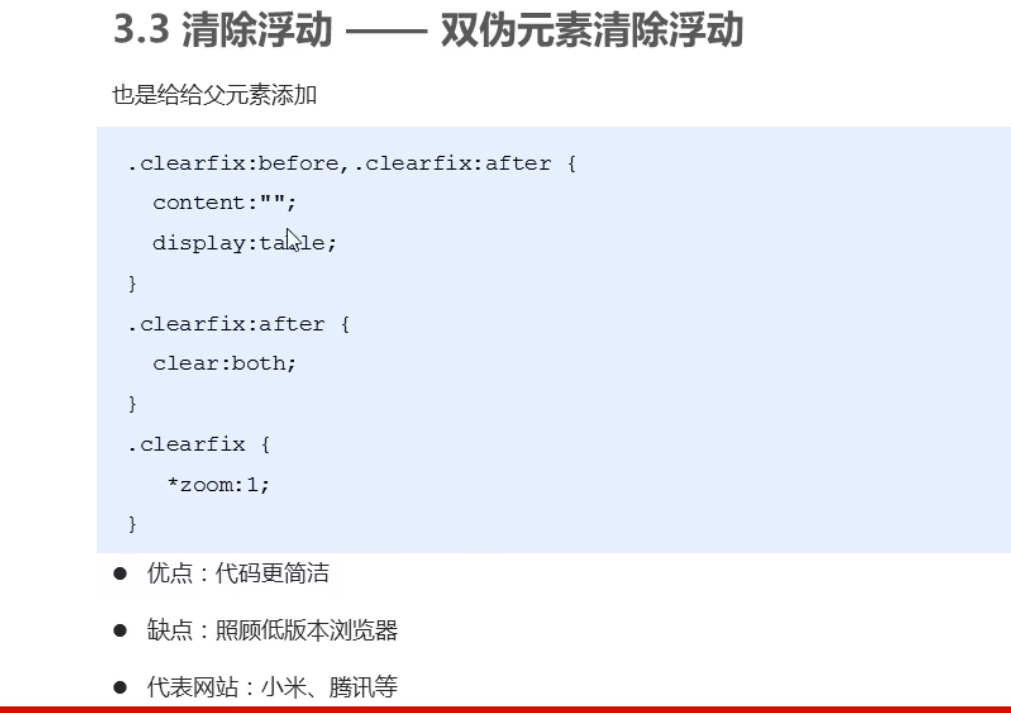 3.3 清除浮动 —— 双伪元素清除浮动
也是给给父元素添加
.clearfix:before,.clearfix:after {
content:"";
display:table;
}
.clearfix:after {
clear:both;
}
.clearfix {
*zoom:1;
}
● 优点：代码更简洁
● 缺点：照顾低版本浏览器
● 代表网站：小米、腾讯等